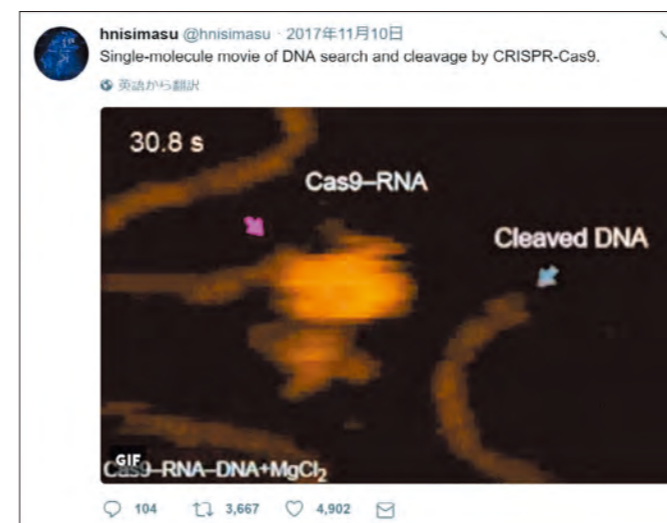 hnisimasu @hnisimasu · 2017年11月10日
Single-molecule movie of DNA search and cleavage by CRISPR-Cas9.
英語から翻訳
30.8 s
Cas9–RNA
Cleaved DNA
GIF
Cas9–RNA–DNA+MgCl₂
104 3,667 4,902